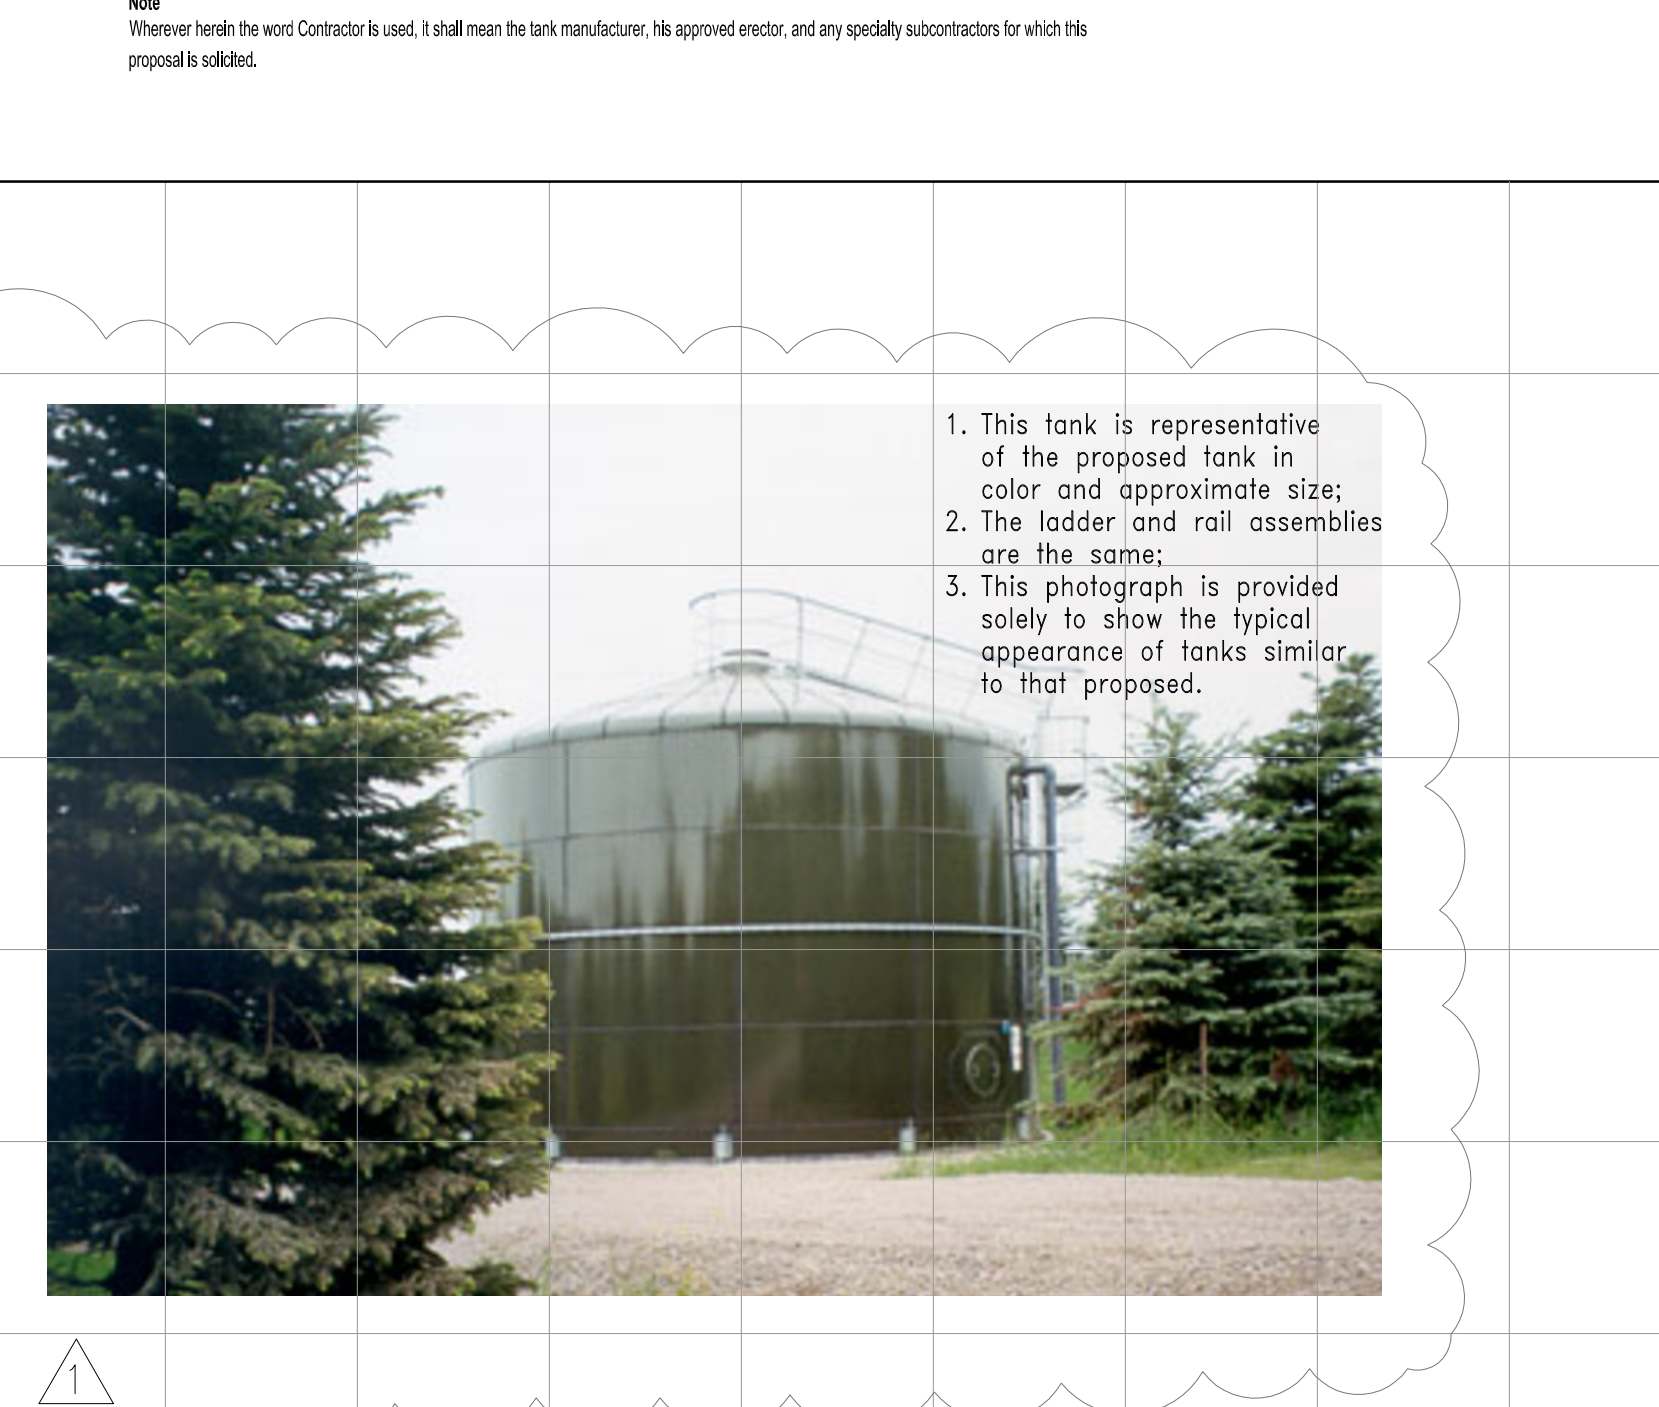 Note
Wherever herein the word Contractor is used, it shall mean the tank manufacturer, his approved erector, and any specialty subcontractors for which this
proposal is solicited.
1. This tank is representative
of the proposed tank in
color and approximate size;
2. The ladder and rail assemblies
are the same;
3. This photograph is provided
solely to show the typical
appearance of tanks similar
to that proposed.
1